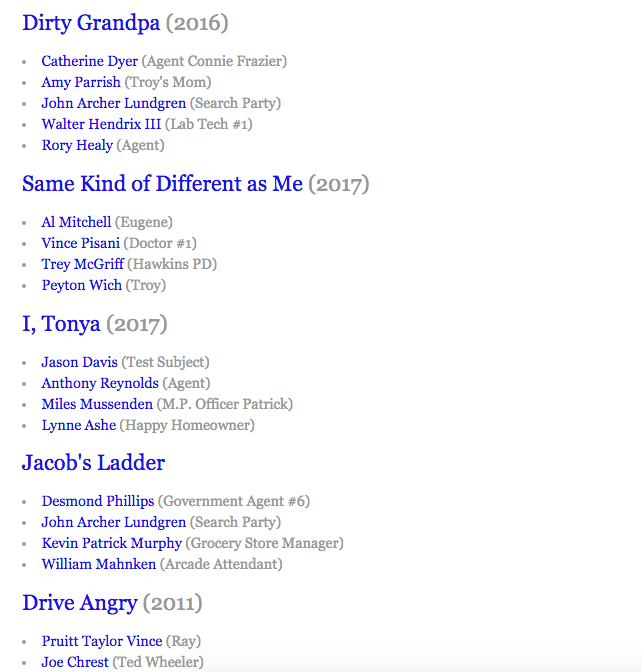 Dirty Grandpa (2016)
• Catherine Dyer (Agent Connie Frazier)
• Amy Parrish (Troy's Mom)
• John Archer Lundgren (Search Party)
• Walter Hendrix III (Lab Tech #1)
• Rory Healy (Agent)
Same Kind of Different as Me (2017)
• Al Mitchell (Eugene)
• Vince Pisani (Doctor #1)
• Trey McGriff (Hawkins PD)
• Peyton Wich (Troy)
I, Tonya (2017)
• Jason Davis (Test Subject)
• Anthony Reynolds (Agent)
• Miles Mussenden (M.P. Officer Patrick)
• Lynne Ashe (Happy Homeowner)
Jacob's Ladder
• Desmond Phillips (Government Agent #6)
• John Archer Lundgren (Search Party)
• Kevin Patrick Murphy (Grocery Store Manager)
• William Mahnken (Arcade Attendant)
Drive Angry (2011)
• Pruitt Taylor Vince (Ray)
• Joe Chrest (Ted Wheeler)